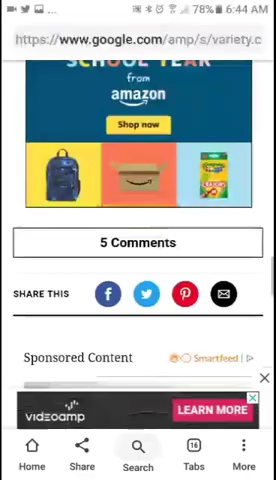 78% 6:44 AM
https://www.google.com/amp/s/variety.c
SCHOOL YEAR
from
amazon
Shop now
5 Comments
SHARE THIS
Sponsored Content
Smartfeed
VIDEOAMP
LEARN MORE
16
Home
Share
Search
Tabs
More